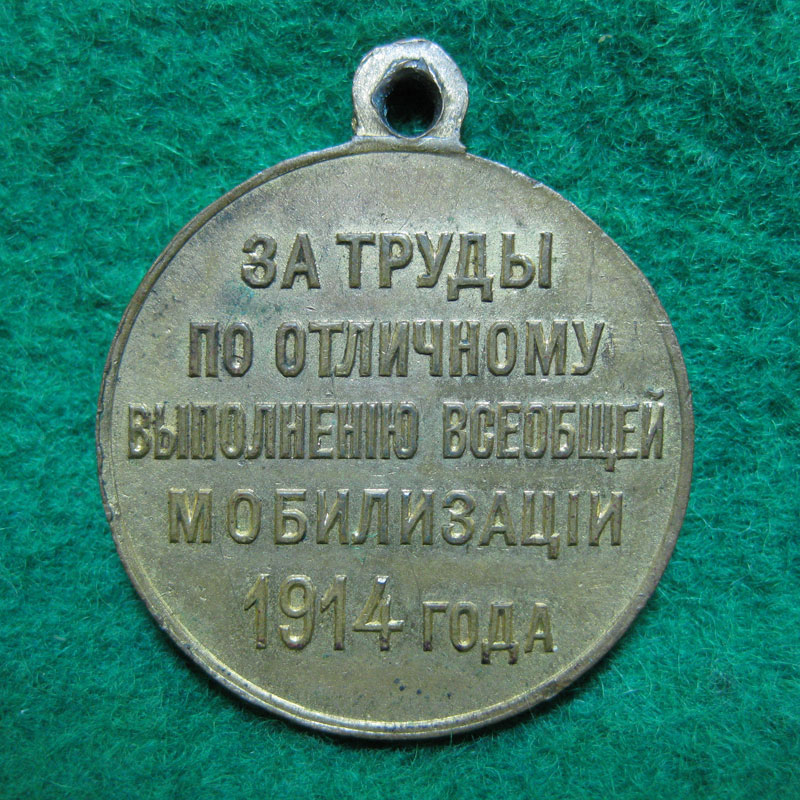 ЗА ТРУДЫ
ПО ОТЛИЧНОМУ
ВЫПОЛНЕНІЮ ВСЕОБЩЕЙ
МОБИЛИЗАЦІИ
1914 ГОДА